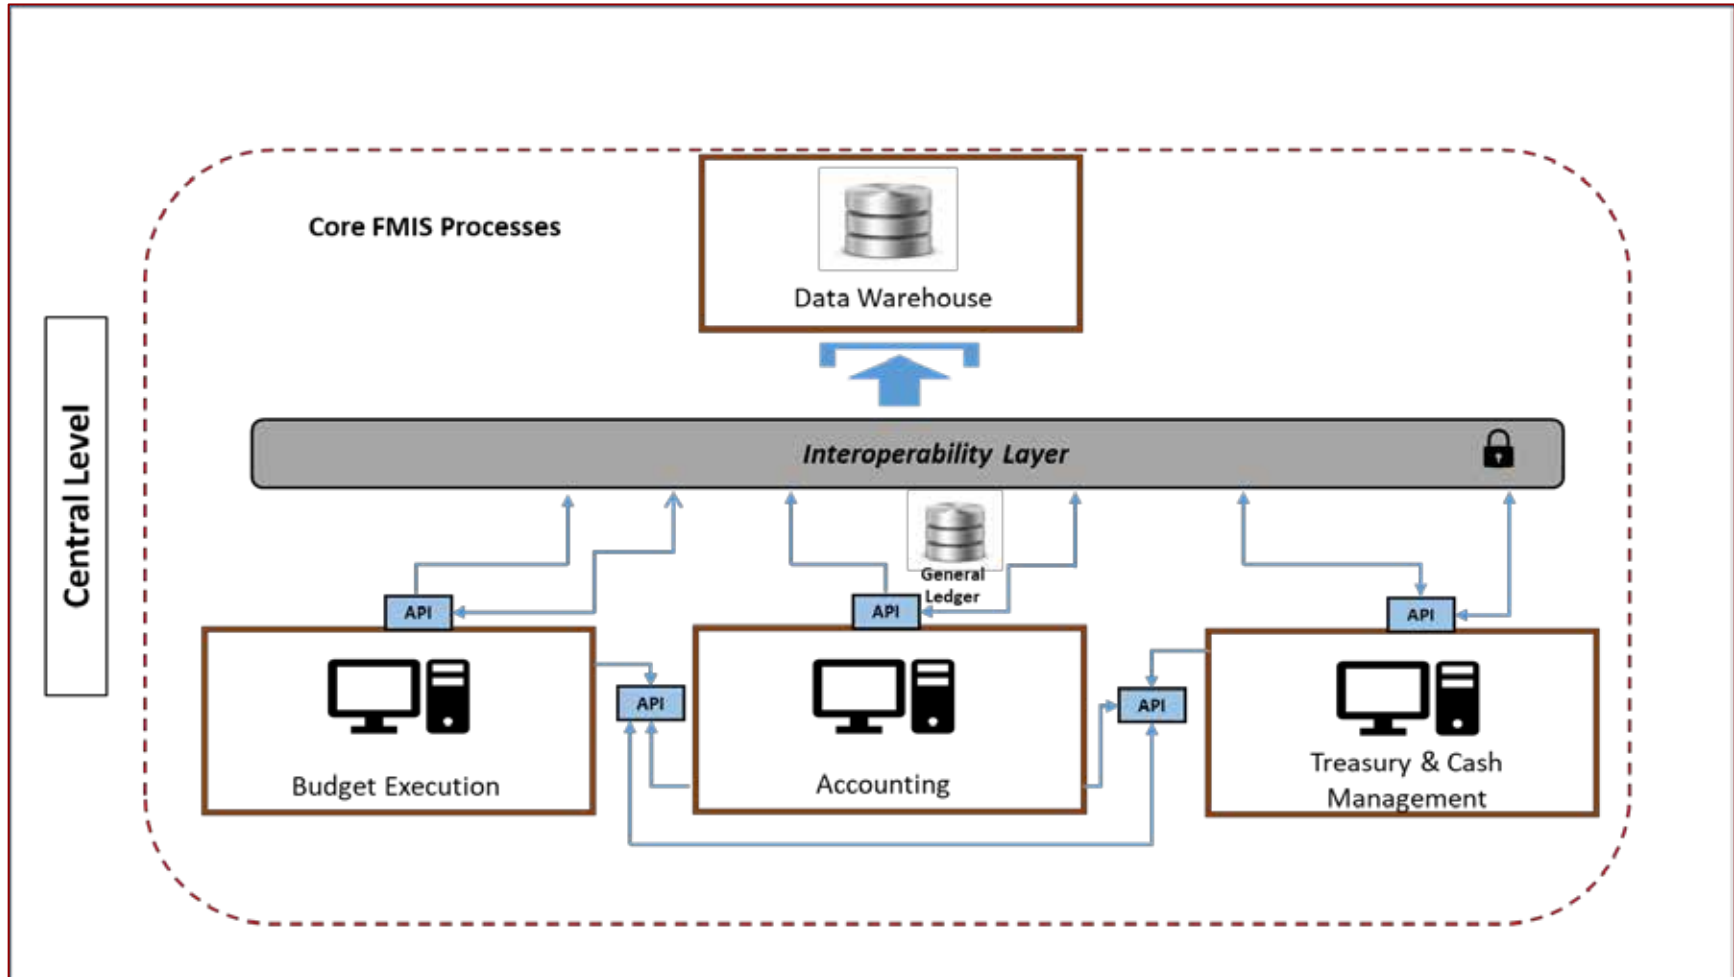 Core FMIS Processes
Data Warehouse
Central Level
Interoperability Layer
General
Ledger
API
API
API
API
API
Budget Execution
Accounting
Treasury & Cash
Management